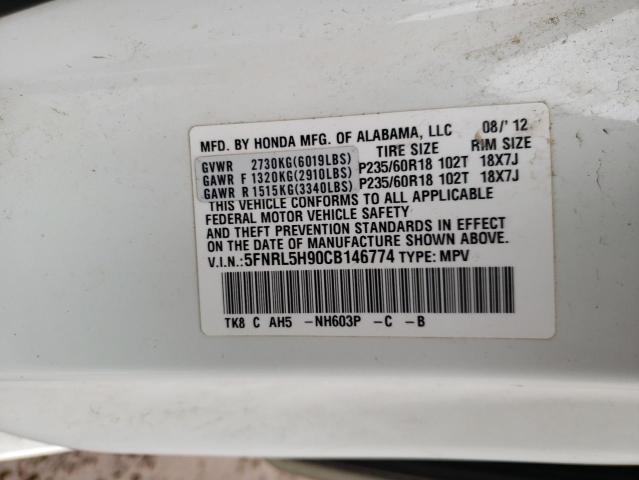 MFD. BY HONDA MFG. OF ALABAMA, LLC 08/'12
TIRE SIZE RIM SIZE
GVWR 2730KG(6019LBS)
GAWR F 1320KG(2910LBS) P235/60R18 102T 18X7J
GAWR R 1515KG(3340LBS) P235/60R18 102T 18X7J
THIS VEHICLE CONFORMS TO ALL APPLICABLE
FEDERAL MOTOR VEHICLE SAFETY
AND THEFT PREVENTION STANDARDS IN EFFECT
ON THE DATE OF MANUFACTURE SHOWN ABOVE.
V.I.N.:5FNRL5H90CB146774 TYPE: MPV
TK8 C AH5 -NH603P -C -B